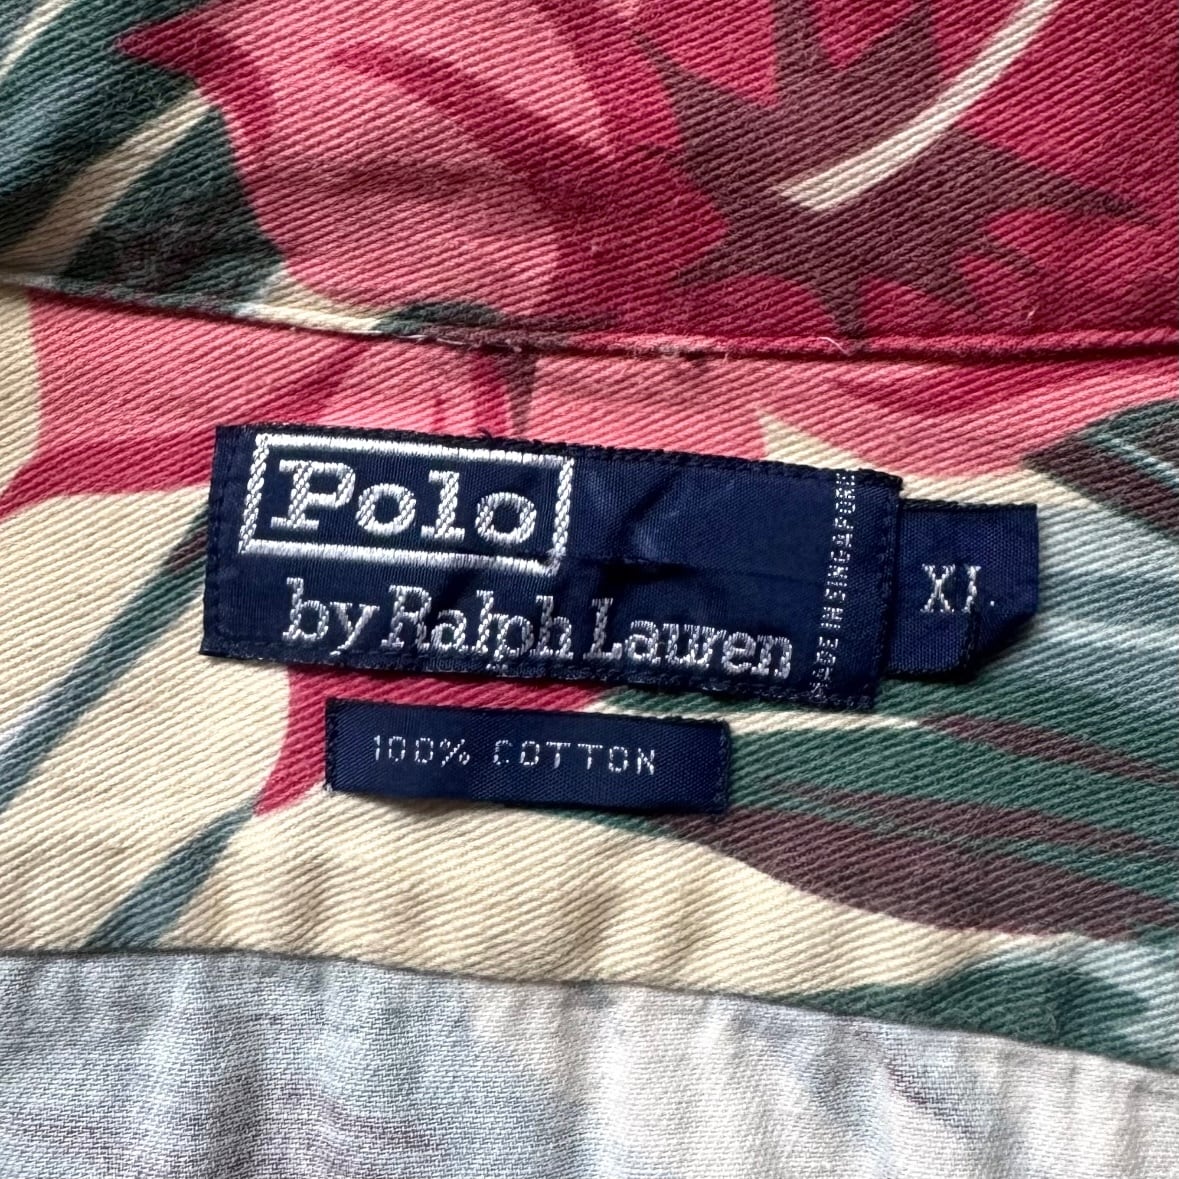 Polo
by Ralph Lauren
MADE IN SINGAPORE
XL
100% COTTON